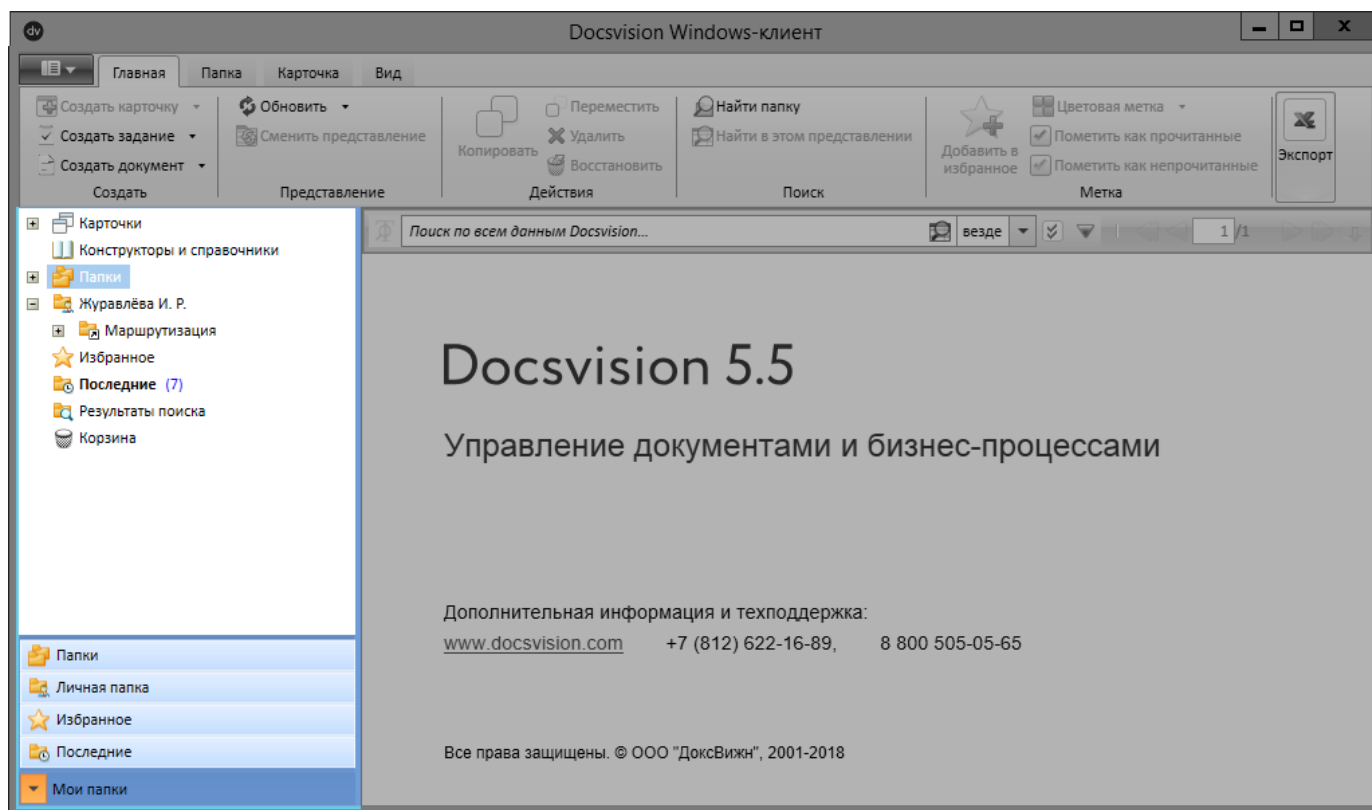 dv
Docsvision Windows-клиент
Главная Папка Карточка Вид
Создать карточку
Создать задание
Создать документ
Создать
Обновить
Сменить представление
Представление
Копировать
Переместить
Удалить
Восстановить
Действия
Найти папку
Найти в этом представлении
Поиск
Добавить в избранное
Цветовая метка
Пометить как прочитанные
Пометить как непрочитанные
Метка
Экспорт
Карточки
Конструкторы и справочники
Папки
Журавлёва И. Р.
Маршрутизация
Избранное
Последние (7)
Результаты поиска
Корзина
Папки
Личная папка
Избранное
Последние
Мои папки
Поиск по всем данным Docsvision... везде 1 /1
Docsvision 5.5
Управление документами и бизнес-процессами
Дополнительная информация и техподдержка:
www.docsvision.com +7 (812) 622-16-89, 8 800 505-05-65
Все права защищены. © ООО "ДоксВижн", 2001-2018